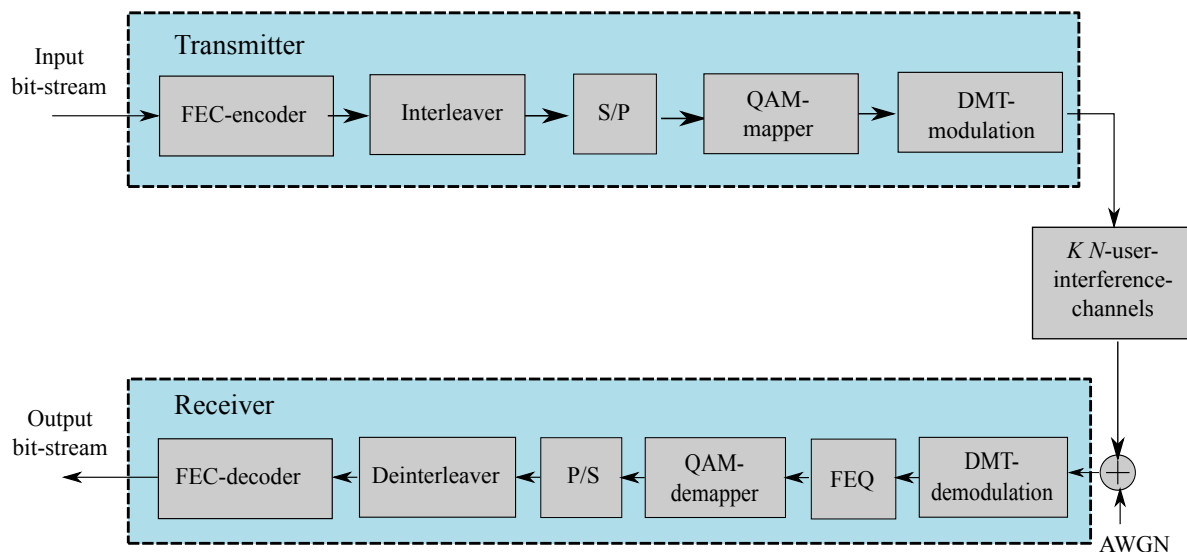 Transmitter
Input
bit-stream
FEC-encoder
Interleaver
S/P
QAM-
mapper
DMT-
modulation
K N-user-
interference-
channels
Receiver
Output
bit-stream
FEC-decoder
Deinterleaver
P/S
QAM-
demapper
FEQ
DMT-
demodulation
AWGN